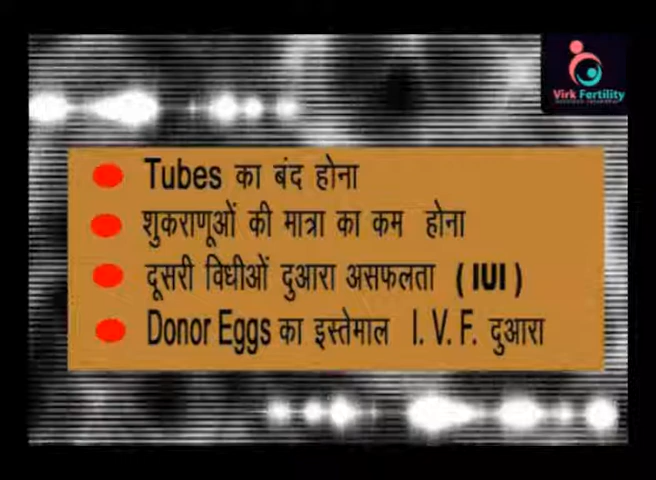 Virk Fertility
Tubes का बंद होना
शुकराणूओं की मात्रा का कम होना
दूसरी विधीओं दुआरा असफलता ( IUI )
Donor Eggs का इस्तेमाल I. V. F. दुआरा